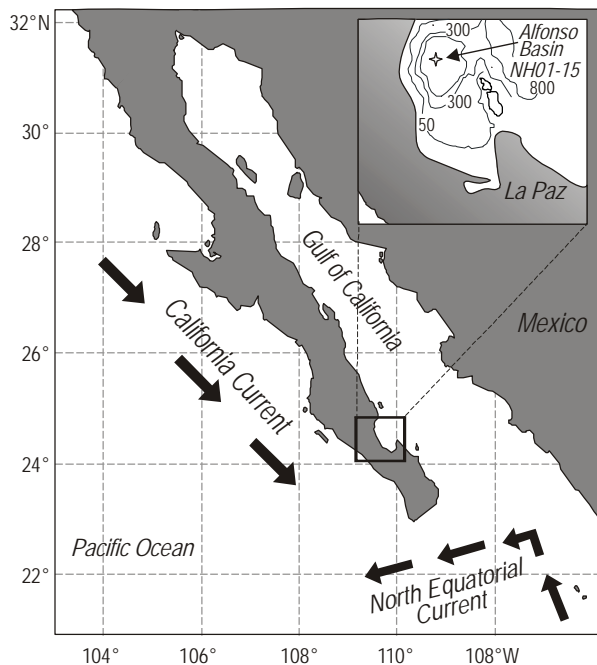 32°N
30°
28°
26°
24°
22°
104°
106°
108°
110°
108°W
300
Alfonso
Basin
NH01-15
800
300
50
La Paz
Gulf of California
Mexico
California Current
Pacific Ocean
North Equatorial
Current